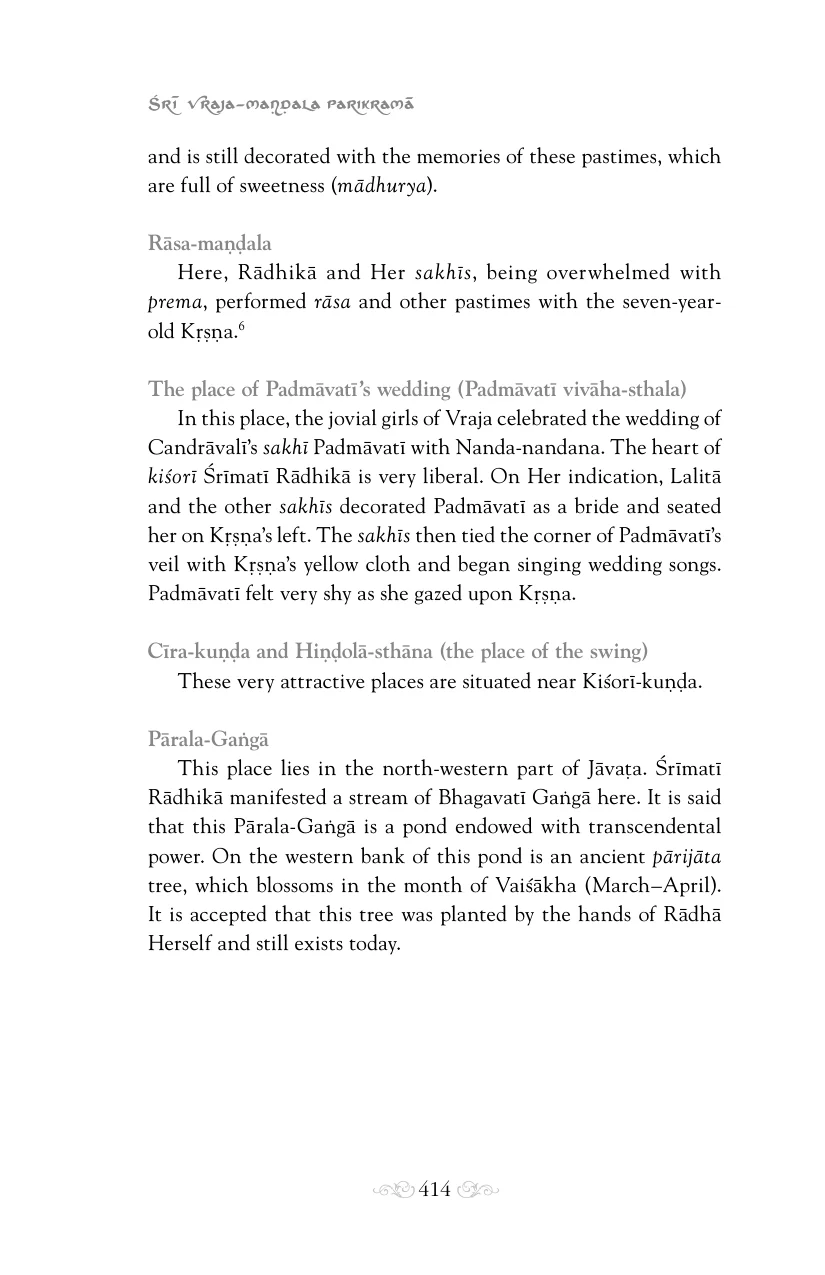 Śrī Vraja-maṇḍala Parikramā
and is still decorated with the memories of these pastimes, which
are full of sweetness (mādhurya).
Rāsa-maṇḍala
Here, Rādhikā and Her sakhīs, being overwhelmed with
prema, performed rāsa and other pastimes with the seven-year-
old Kṛṣṇa.⁶
The place of Padmāvatī’s wedding (Padmāvatī vivāha-sthala)
In this place, the jovial girls of Vraja celebrated the wedding of
Candrāvalī’s sakhī Padmāvatī with Nanda-nandana. The heart of
kiśorī Śrīmatī Rādhikā is very liberal. On Her indication, Lalitā
and the other sakhīs decorated Padmāvatī as a bride and seated
her on Kṛṣṇa’s left. The sakhīs then tied the corner of Padmāvatī’s
veil with Kṛṣṇa’s yellow cloth and began singing wedding songs.
Padmāvatī felt very shy as she gazed upon Kṛṣṇa.
Cīra-kuṇḍa and Hiṇḍolā-sthāna (the place of the swing)
These very attractive places are situated near Kiśorī-kuṇḍa.
Pārala-Gaṅgā
This place lies in the north-western part of Jāvaṭa. Śrīmatī
Rādhikā manifested a stream of Bhagavatī Gaṅgā here. It is said
that this Pārala-Gaṅgā is a pond endowed with transcendental
power. On the western bank of this pond is an ancient pārijāta
tree, which blossoms in the month of Vaiśākha (March–April).
It is accepted that this tree was planted by the hands of Rādhā
Herself and still exists today.
414